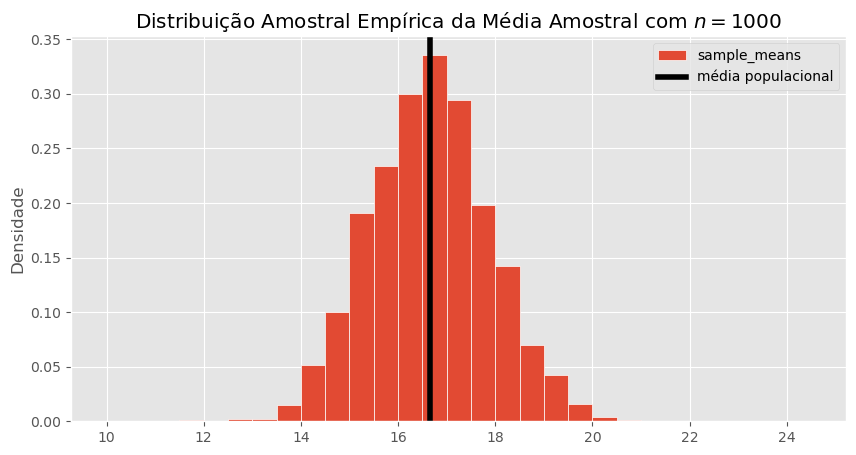 Distribuição Amostral Empírica da Média Amostral com n = 1000
sample_means
média populacional
Densidade
0.35
0.30
0.25
0.20
0.15
0.10
0.05
0.00
10 12 14 16 18 20 22 24